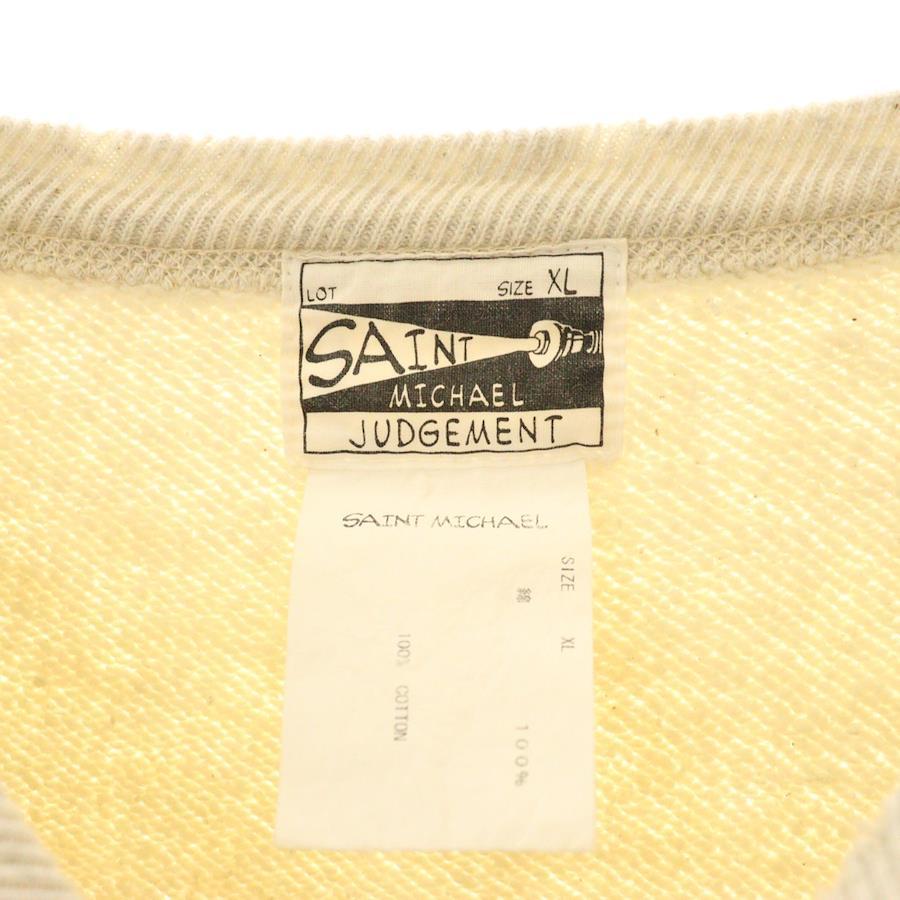 LOT SIZE XL
SAINT
MICHAEL
JUDGEMENT
SAINT MICHAEL
SIZE XL
綿 100%
100% COTTON